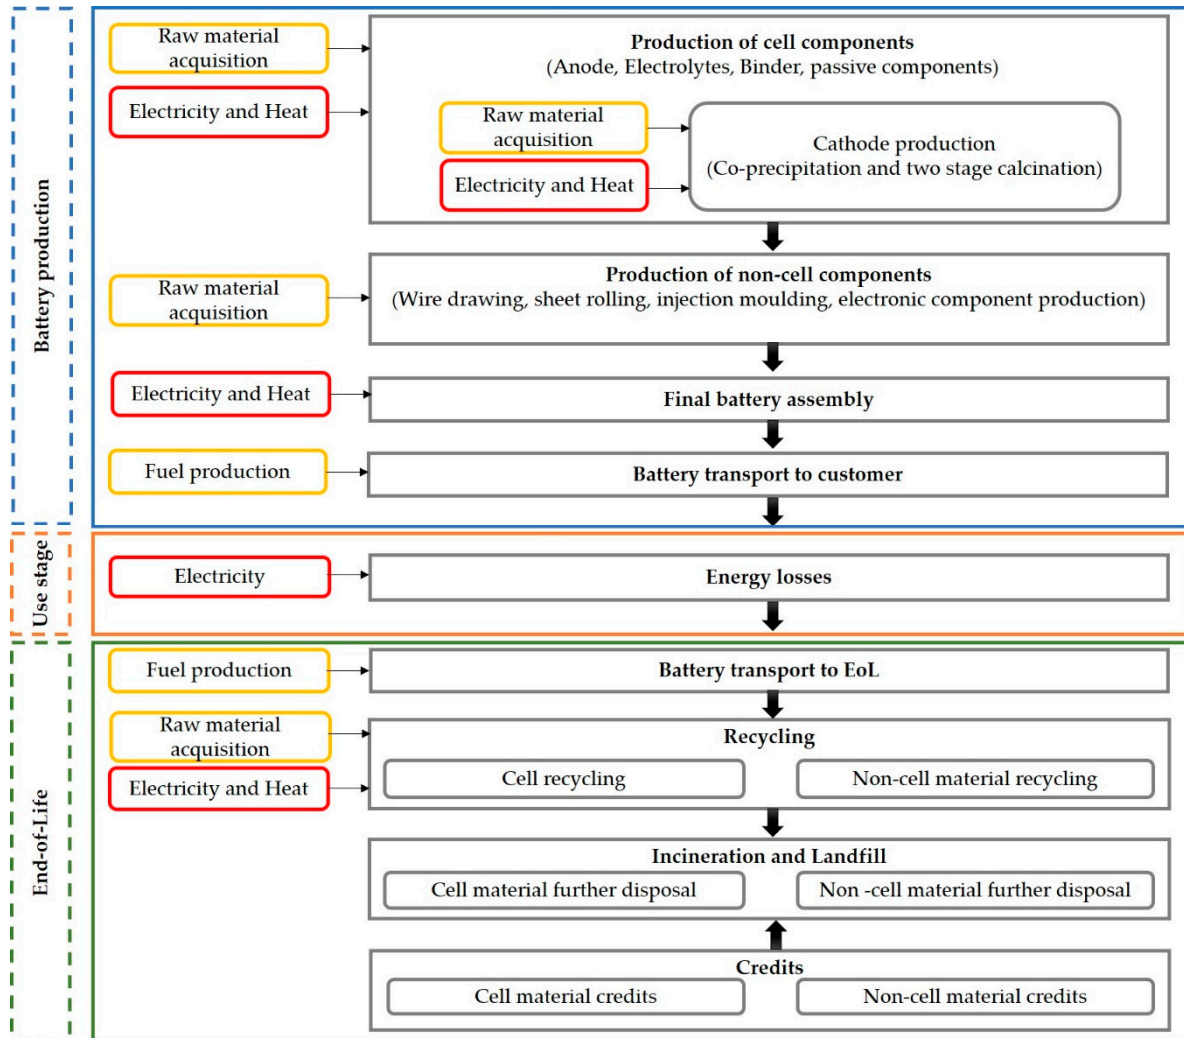 Battery production
Raw material
acquisition
Electricity and Heat
Production of cell components
(Anode, Electrolytes, Binder, passive components)
Raw material
acquisition
Electricity and Heat
Cathode production
(Co-precipitation and two stage calcination)
Raw material
acquisition
Production of non-cell components
(Wire drawing, sheet rolling, injection moulding, electronic component production)
Electricity and Heat
Final battery assembly
Fuel production
Battery transport to customer
Use stage
Electricity
Energy losses
End-of-Life
Fuel production
Battery transport to EoL
Raw material
acquisition
Electricity and Heat
Recycling
Cell recycling
Non-cell material recycling
Incineration and Landfill
Cell material further disposal
Non -cell material further disposal
Credits
Cell material credits
Non-cell material credits